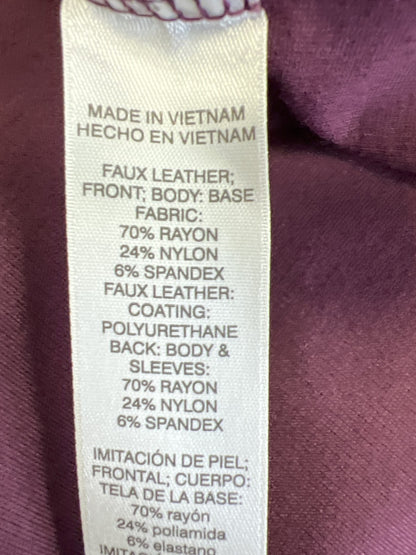 MADE IN VIETNAM
HECHO EN VIETNAM
FAUX LEATHER;
FRONT; BODY: BASE
FABRIC:
70% RAYON
24% NYLON
6% SPANDEX
FAUX LEATHER:
COATING:
POLYURETHANE
BACK: BODY &
SLEEVES:
70% RAYON
24% NYLON
6% SPANDEX
IMITACIÓN DE PIEL;
FRONTAL; CUERPO:
TELA DE LA BASE:
70% rayón
24% poliamida
6% elastano